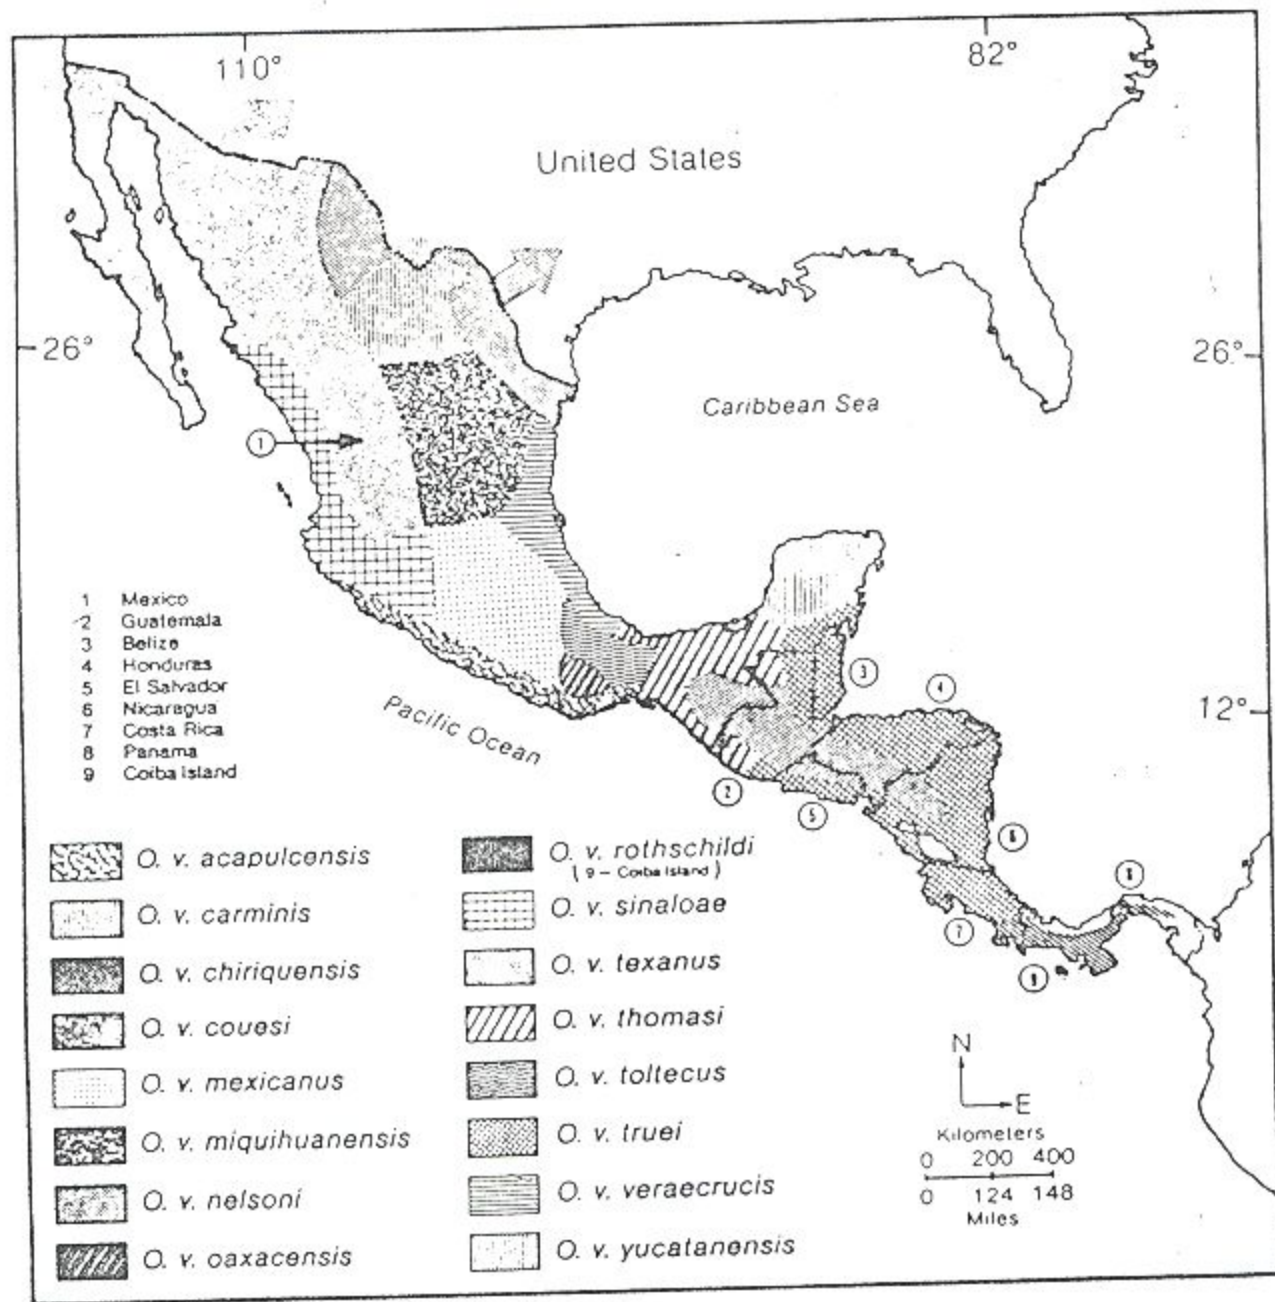 110°
82°
United States
26°
26°
Caribbean Sea
1
1 Mexico
2 Guatemala
3 Belize
4 Honduras
5 El Salvador
6 Nicaragua
7 Costa Rica
8 Panama
9 Coiba Island
Pacific Ocean
3
4
12°
2
5
6
8
7
9
O. v. acapulcensis
O. v. carminis
O. v. chiriquensis
O. v. couesi
O. v. mexicanus
O. v. miquihuanensis
O. v. nelsoni
O. v. oaxacensis
O. v. rothschildi
( 9 – Coiba Island )
O. v. sinaloae
O. v. texanus
O. v. thomasi
O. v. toltecus
O. v. truei
O. v. veraecrucis
O. v. yucatanensis
N
E
Kilometers
0 200 400
0 124 148
Miles